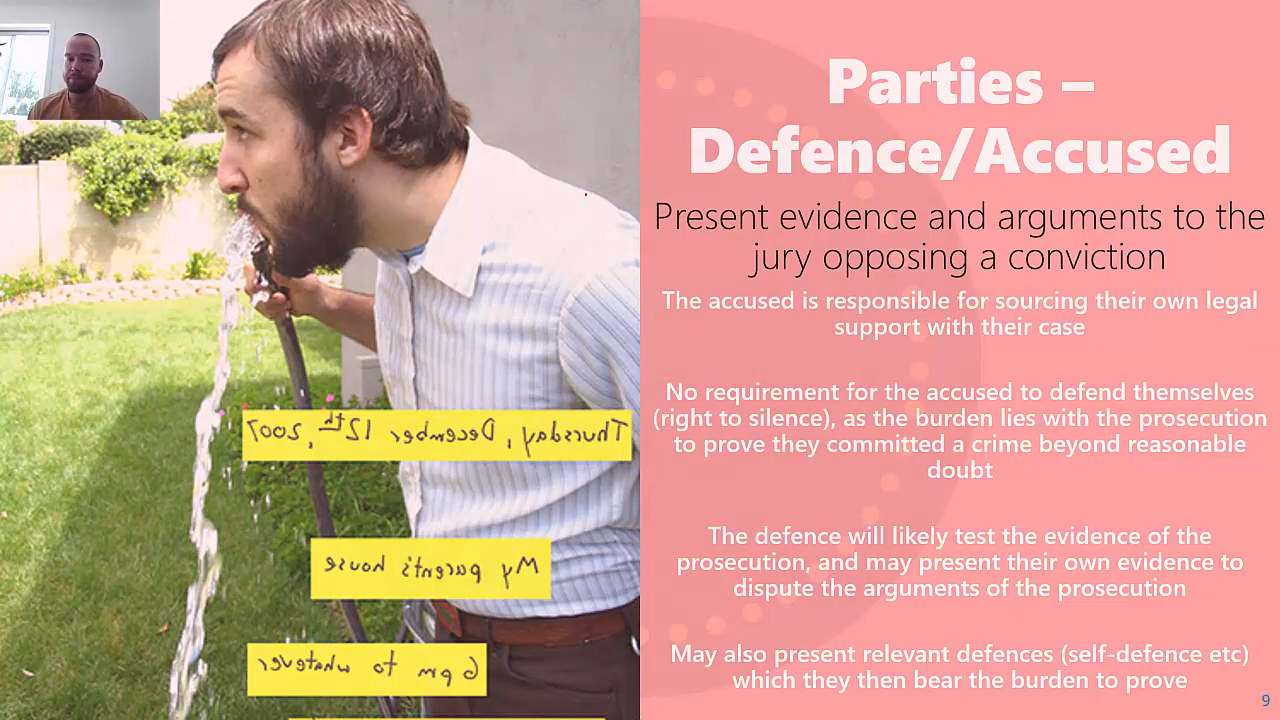 Parties –
Defence/Accused
Present evidence and arguments to the
jury opposing a conviction
The accused is responsible for sourcing their own legal
support with their case
No requirement for the accused to defend themselves
(right to silence), as the burden lies with the prosecution
to prove they committed a crime beyond reasonable
doubt
The defence will likely test the evidence of the
prosecution, and may present their own evidence to
dispute the arguments of the prosecution
May also present relevant defences (self-defence etc)
which they then bear the burden to prove
9
Thursday, December 12th, 2007
My parent's house
6 pm to whatever